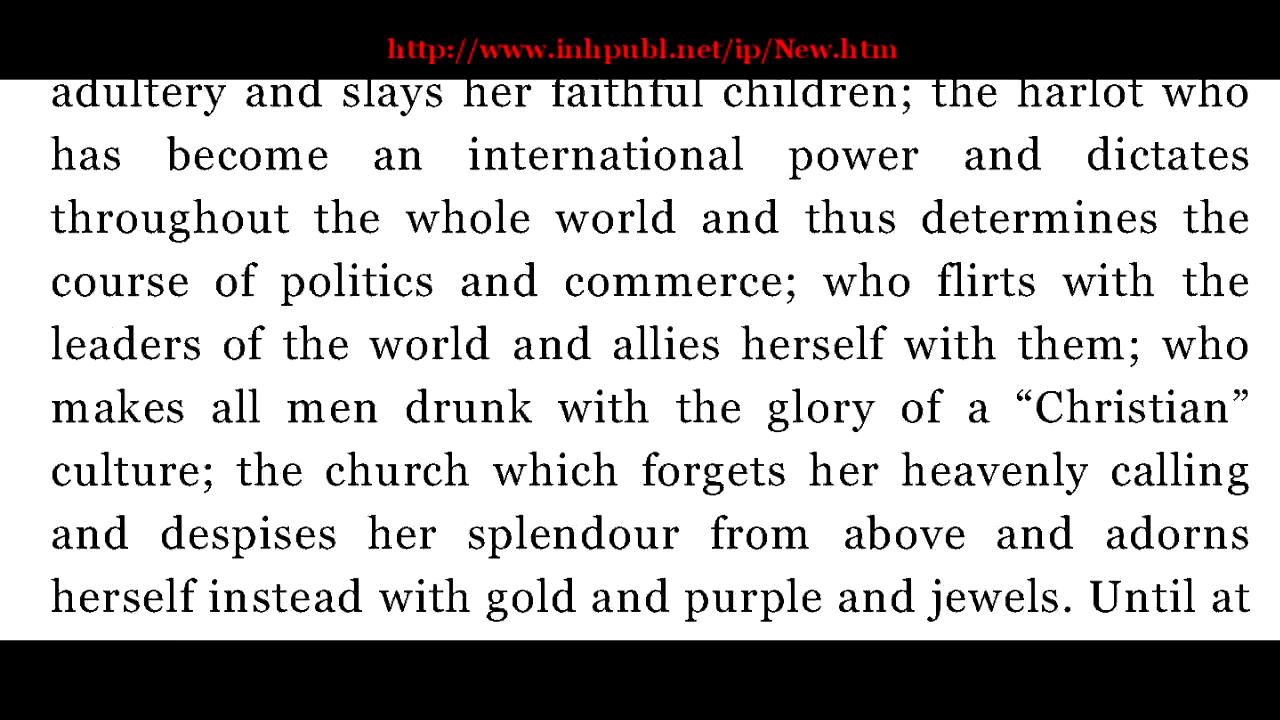 http://www.inhpubl.net/ip/New.htm
adultery and slays her faithful children; the harlot who
has become an international power and dictates
throughout the whole world and thus determines the
course of politics and commerce; who flirts with the
leaders of the world and allies herself with them; who
makes all men drunk with the glory of a “Christian”
culture; the church which forgets her heavenly calling
and despises her splendour from above and adorns
herself instead with gold and purple and jewels. Until at